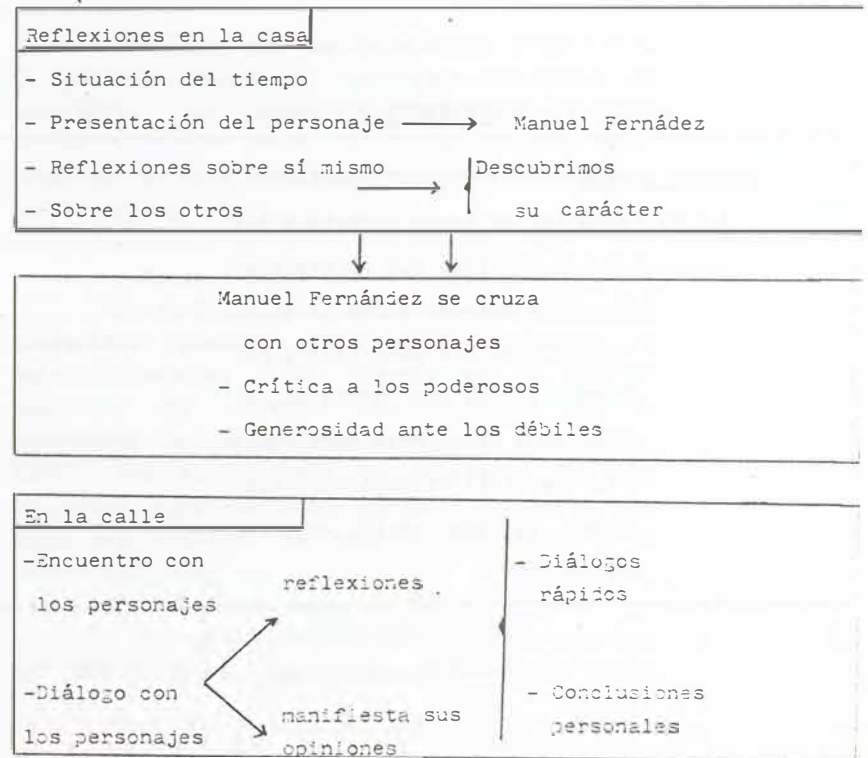 Reflexiones en la casa
- Situación del tiempo
- Presentación del personaje → Manuel Fernádez
- Reflexiones sobre sí mismo → Descubrimos
- Sobre los otros su carácter
Manuel Fernández se cruza
con otros personajes
- Crítica a los poderosos
- Generosidad ante los débiles
En la calle
-Encuentro con
los personajes
reflexiones
- Diálogos
rápidos
-Diálogo con
los personajes
manifiesta sus
opiniones
- Conclusiones
personales